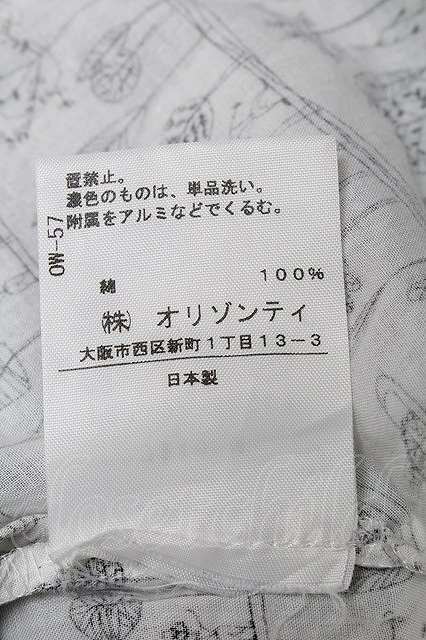 置禁止。
濃色のものは、単品洗い。
附属をアルミなどでくるむ。
OW-57
綿 100%
㈱ オリゾンティ
大阪市西区新町1丁目13-3
日本製